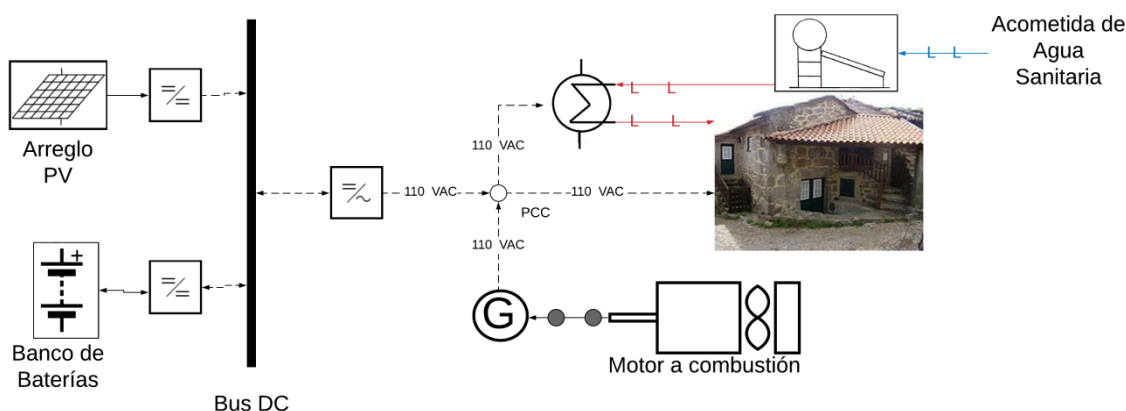 Acometida de
Agua
Sanitaria
L L
L L
L L
Arreglo
PV
110 VAC
110 VAC
110 VAC
PCC
110 VAC
+
G
Banco de
Baterías
Motor a combustión
Bus DC